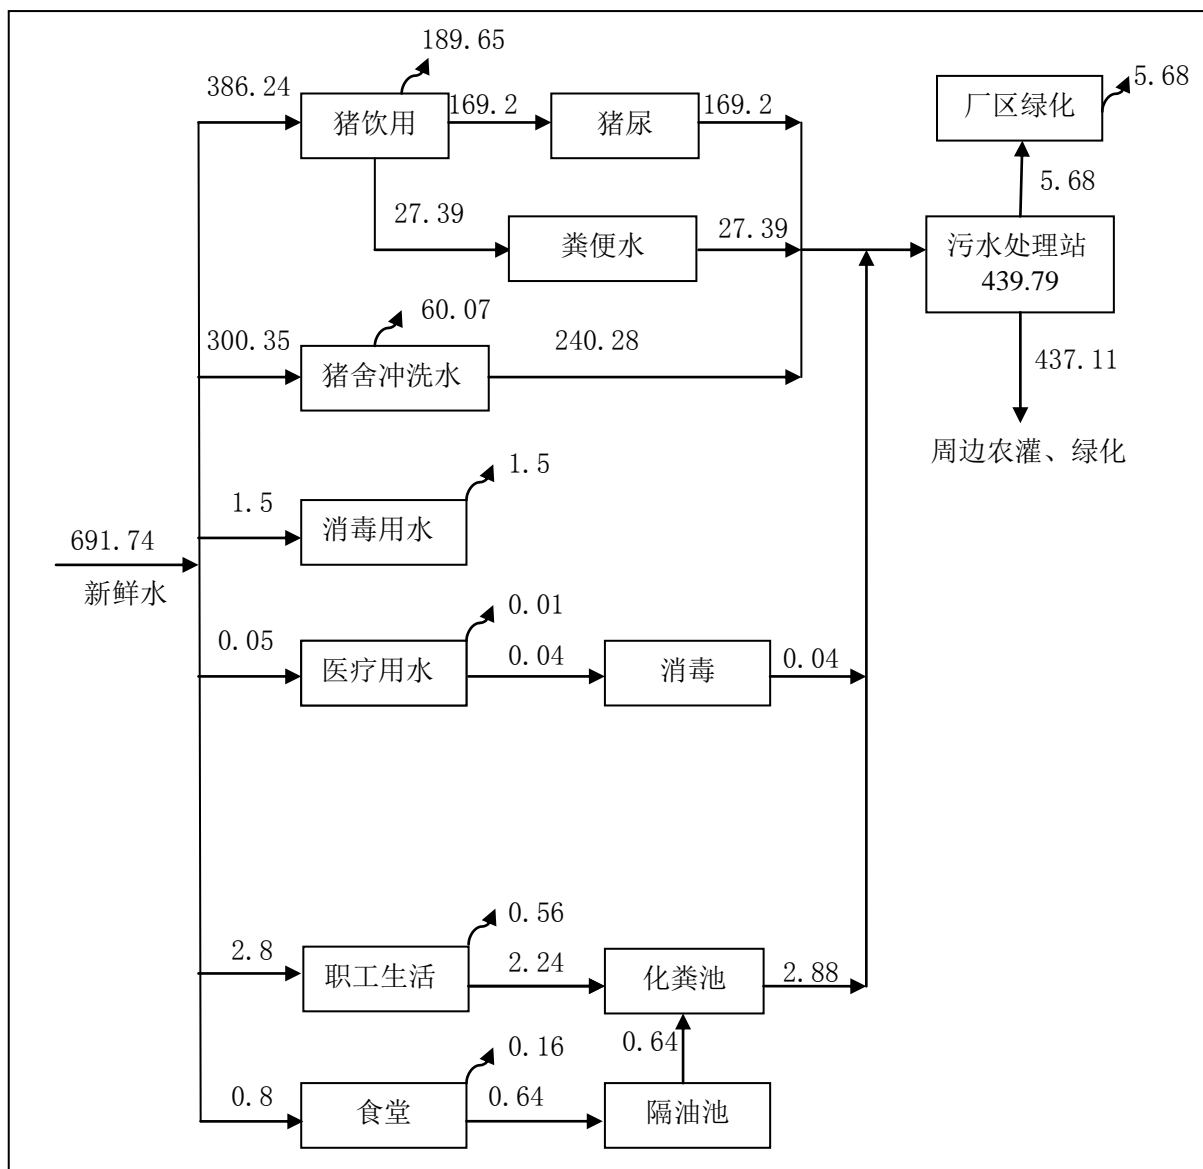 189.65
386.24
猪饮用
169.2
猪尿
169.2
厂区绿化
5.68
5.68
27.39
粪便水
27.39
污水处理站
439.79
60.07
300.35
猪舍冲洗水
240.28
437.11
周边农灌、绿化
1.5
1.5
消毒用水
691.74
新鲜水
0.01
0.05
医疗用水
0.04
消毒
0.04
0.56
2.8
职工生活
2.24
化粪池
2.88
0.64
0.16
0.8
食堂
0.64
隔油池